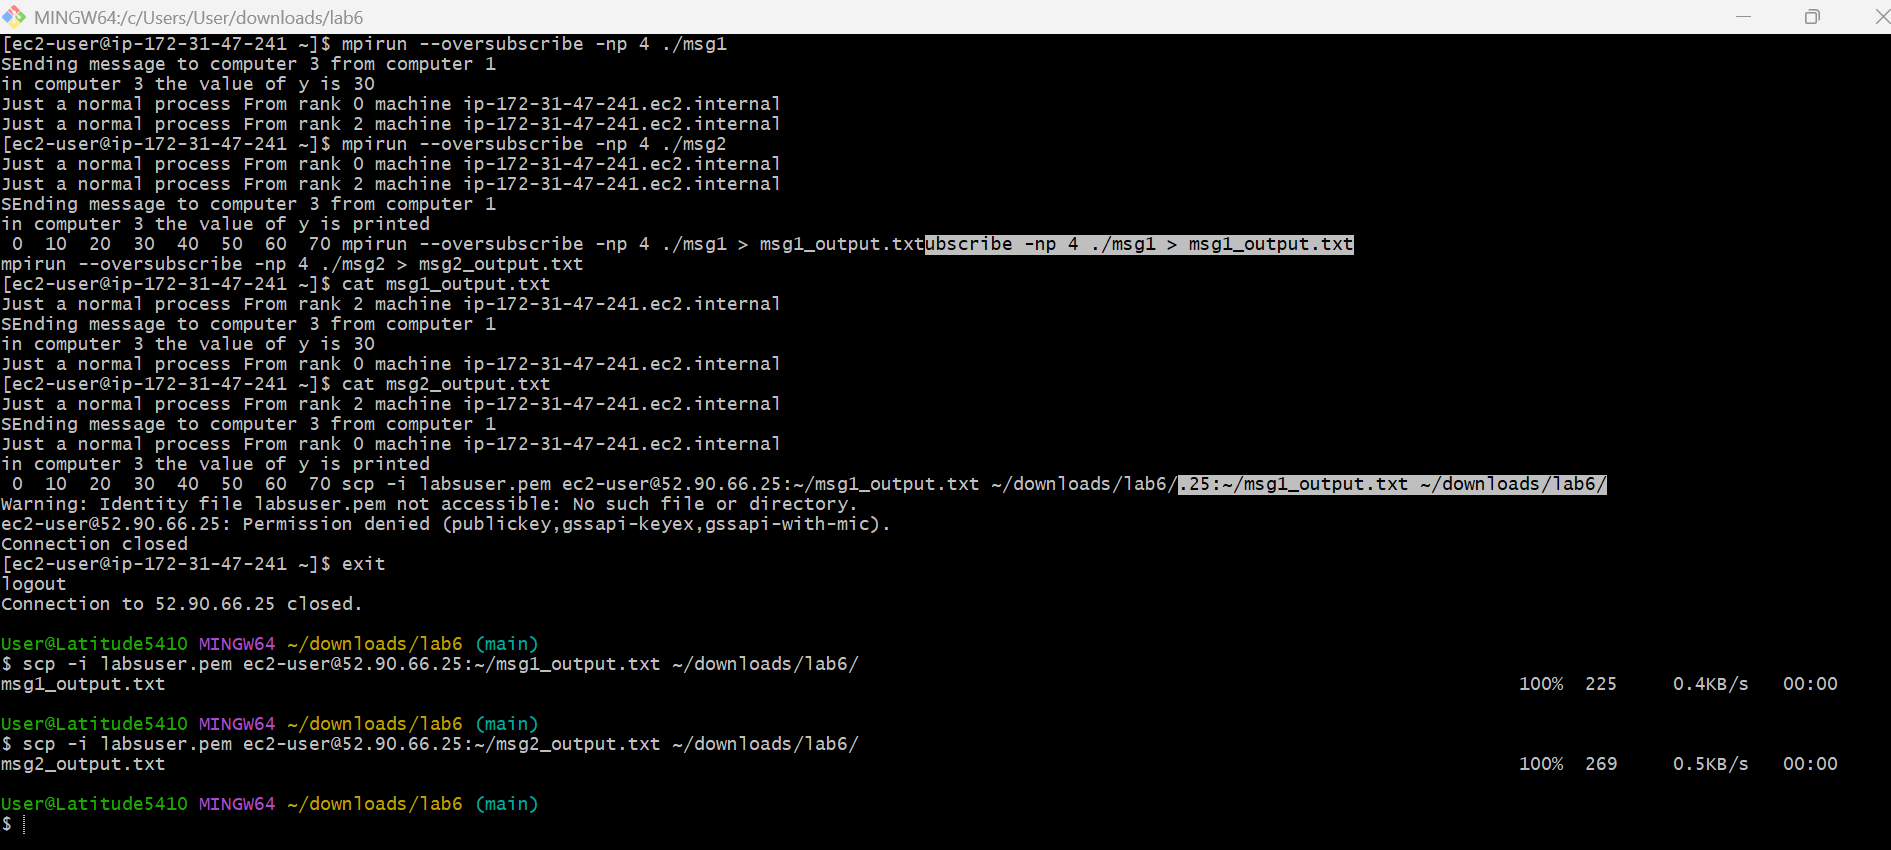 MINGW64:/c/Users/User/downloads/lab6
[ec2-user@ip-172-31-47-241 ~]$ mpirun --oversubscribe -np 4 ./msg1
SEnding message to computer 3 from computer 1
in computer 3 the value of y is 30
Just a normal process From rank 0 machine ip-172-31-47-241.ec2.internal
Just a normal process From rank 2 machine ip-172-31-47-241.ec2.internal
[ec2-user@ip-172-31-47-241 ~]$ mpirun --oversubscribe -np 4 ./msg2
Just a normal process From rank 0 machine ip-172-31-47-241.ec2.internal
Just a normal process From rank 2 machine ip-172-31-47-241.ec2.internal
SEnding message to computer 3 from computer 1
in computer 3 the value of y is printed
 0  10  20  30  40  50  60  70 mpirun --oversubscribe -np 4 ./msg1 > msg1_output.txtubscribe -np 4 ./msg1 > msg1_output.txt
mpirun --oversubscribe -np 4 ./msg2 > msg2_output.txt
[ec2-user@ip-172-31-47-241 ~]$ cat msg1_output.txt
Just a normal process From rank 2 machine ip-172-31-47-241.ec2.internal
SEnding message to computer 3 from computer 1
in computer 3 the value of y is 30
Just a normal process From rank 0 machine ip-172-31-47-241.ec2.internal
[ec2-user@ip-172-31-47-241 ~]$ cat msg2_output.txt
Just a normal process From rank 2 machine ip-172-31-47-241.ec2.internal
SEnding message to computer 3 from computer 1
Just a normal process From rank 0 machine ip-172-31-47-241.ec2.internal
in computer 3 the value of y is printed
 0  10  20  30  40  50  60  70 scp -i labsuser.pem ec2-user@52.90.66.25:~/msg1_output.txt ~/downloads/lab6/.25:~/msg1_output.txt ~/downloads/lab6/
Warning: Identity file labsuser.pem not accessible: No such file or directory.
ec2-user@52.90.66.25: Permission denied (publickey,gssapi-keyex,gssapi-with-mic).
Connection closed
[ec2-user@ip-172-31-47-241 ~]$ exit
logout
Connection to 52.90.66.25 closed.
User@Latitude5410 MINGW64 ~/downloads/lab6 (main)
$ scp -i labsuser.pem ec2-user@52.90.66.25:~/msg1_output.txt ~/downloads/lab6/
msg1_output.txt 100% 225 0.4KB/s 00:00
User@Latitude5410 MINGW64 ~/downloads/lab6 (main)
$ scp -i labsuser.pem ec2-user@52.90.66.25:~/msg2_output.txt ~/downloads/lab6/
msg2_output.txt 100% 269 0.5KB/s 00:00
User@Latitude5410 MINGW64 ~/downloads/lab6 (main)
$